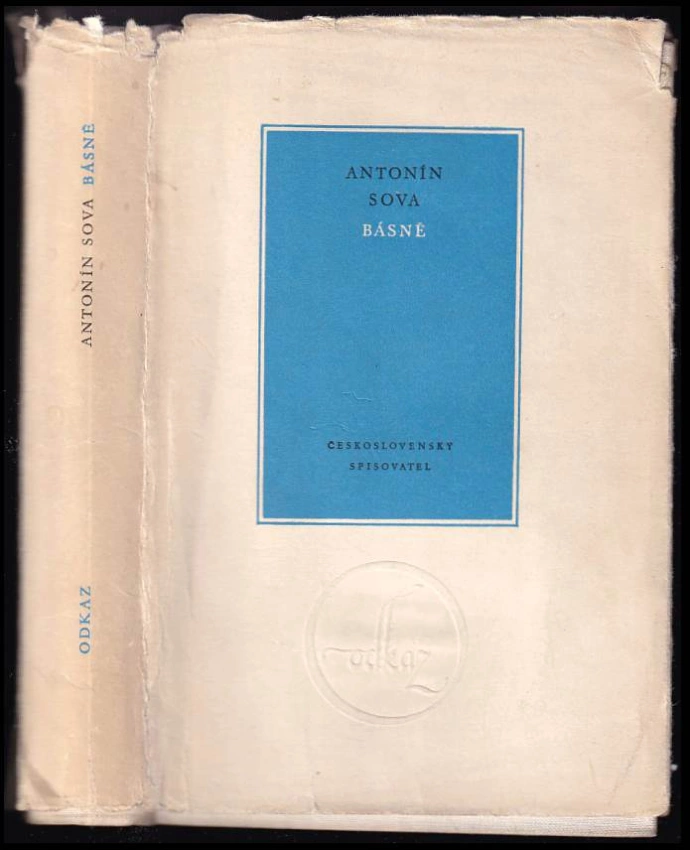 ANTONÍN SOVA BÁSNĚ
ODKAZ
ANTONÍN
SOVA
BÁSNĚ
ČESKOSLOVENSKÝ
SPISOVATEL
odkaz